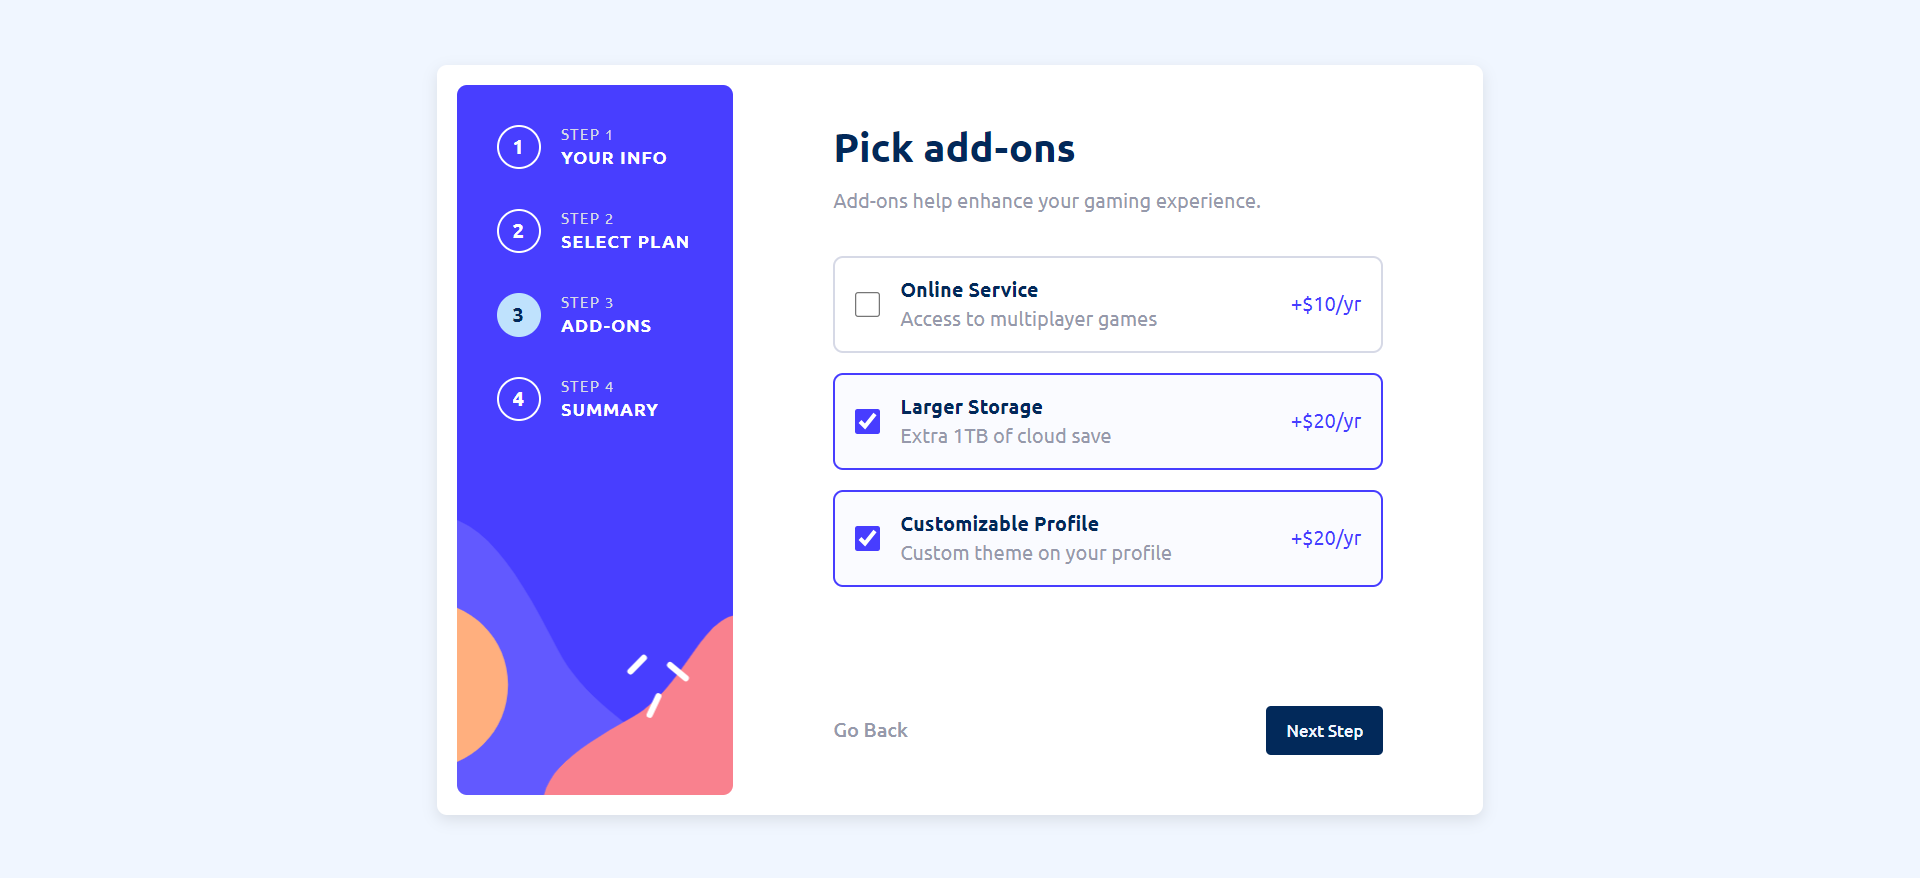 1
STEP 1
YOUR INFO
2
STEP 2
SELECT PLAN
3
STEP 3
ADD-ONS
4
STEP 4
SUMMARY
Pick add-ons
Add-ons help enhance your gaming experience.
Online Service
Access to multiplayer games
+$10/yr
Larger Storage
Extra 1TB of cloud save
+$20/yr
Customizable Profile
Custom theme on your profile
+$20/yr
Go Back
Next Step